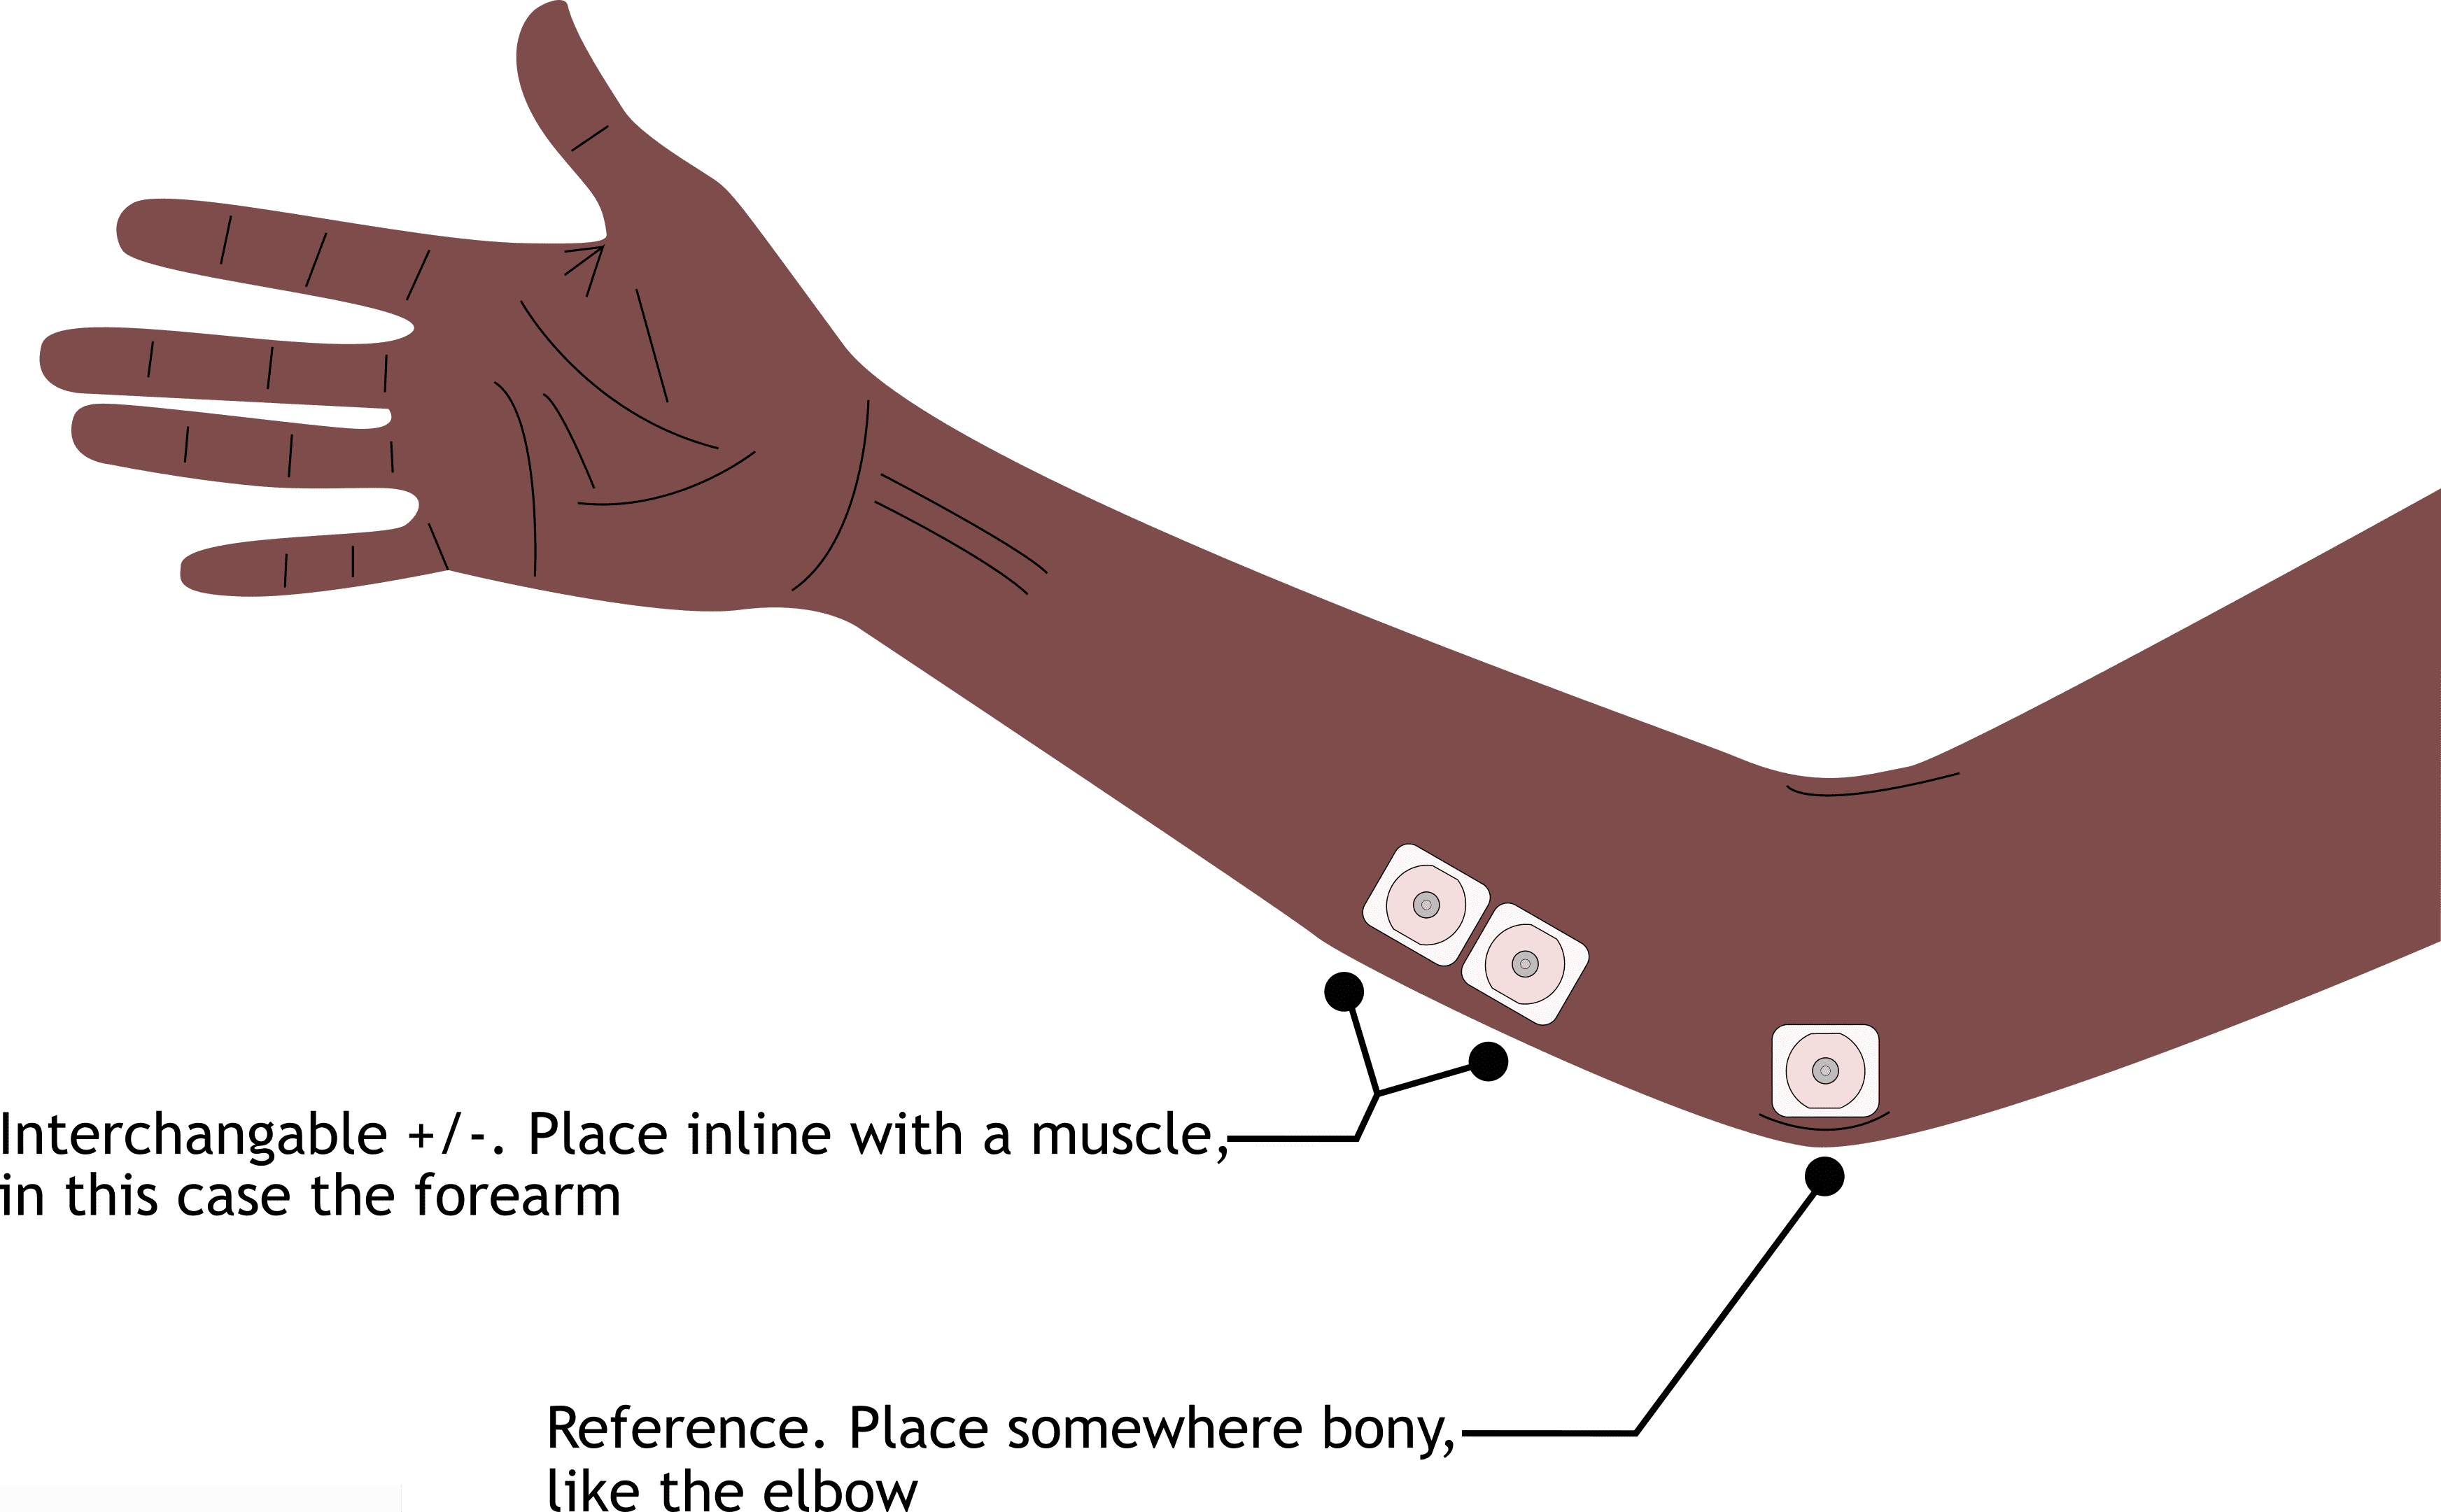 Interchangable +/-. Place inline with a muscle,
in this case the forearm
Reference. Place somewhere bony,
like the elbow